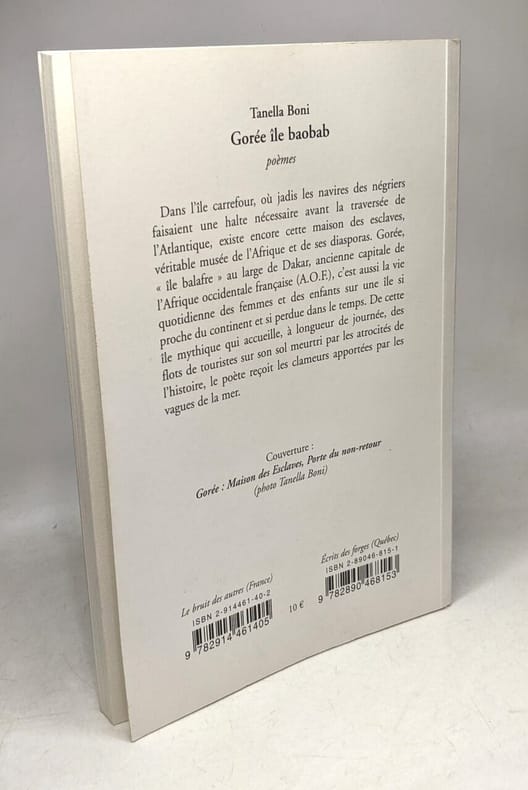 Tanella Boni
Gorée île baobab
poèmes
Dans l'île carrefour, où jadis les navires des négriers
faisaient une halte nécessaire avant la traversée de
l'Atlantique, existe encore cette maison des esclaves,
véritable musée de l'Afrique et de ses diasporas. Gorée,
« île balafre » au large de Dakar, ancienne capitale de
l'Afrique occidentale française (A.O.F.), c'est aussi la vie
quotidienne des femmes et des enfants sur une île si
proche du continent et si perdue dans le temps. De cette
île mythique qui accueille, à longueur de journée, des
flots de touristes sur son sol meurtri par les atrocités de
l'histoire, le poète reçoit les clameurs apportées par les
vagues de la mer.
Couverture :
Gorée : Maison des Esclaves, Porte du non-retour
(photo Tanella Boni)
Le bruit des autres (France)
ISBN 2-914461-40-2
9 782914 461405
10 €
Écrits des forges (Québec)
ISBN 2-89046-815-1
9 782890 468153